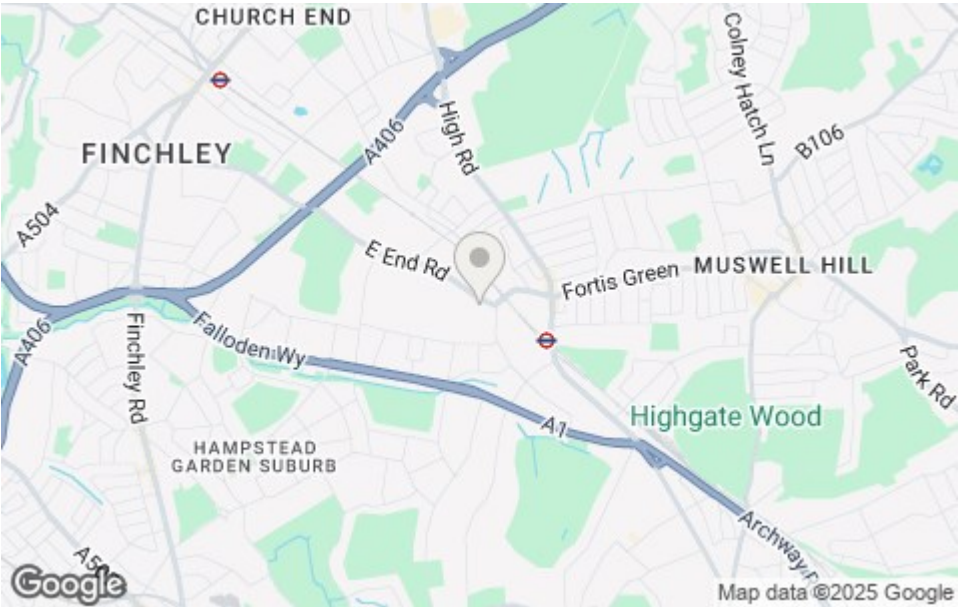 CHURCH END
Colney Hatch Ln
High Rd
A406
B106
FINCHLEY
A504
E End Rd
Fortis Green
MUSWELL HILL
A406
Finchley Rd
Falloden Wy
Park Rd
A1
Highgate Wood
HAMPSTEAD
GARDEN SUBURB
Archway
Google
Map data ©2025 Google